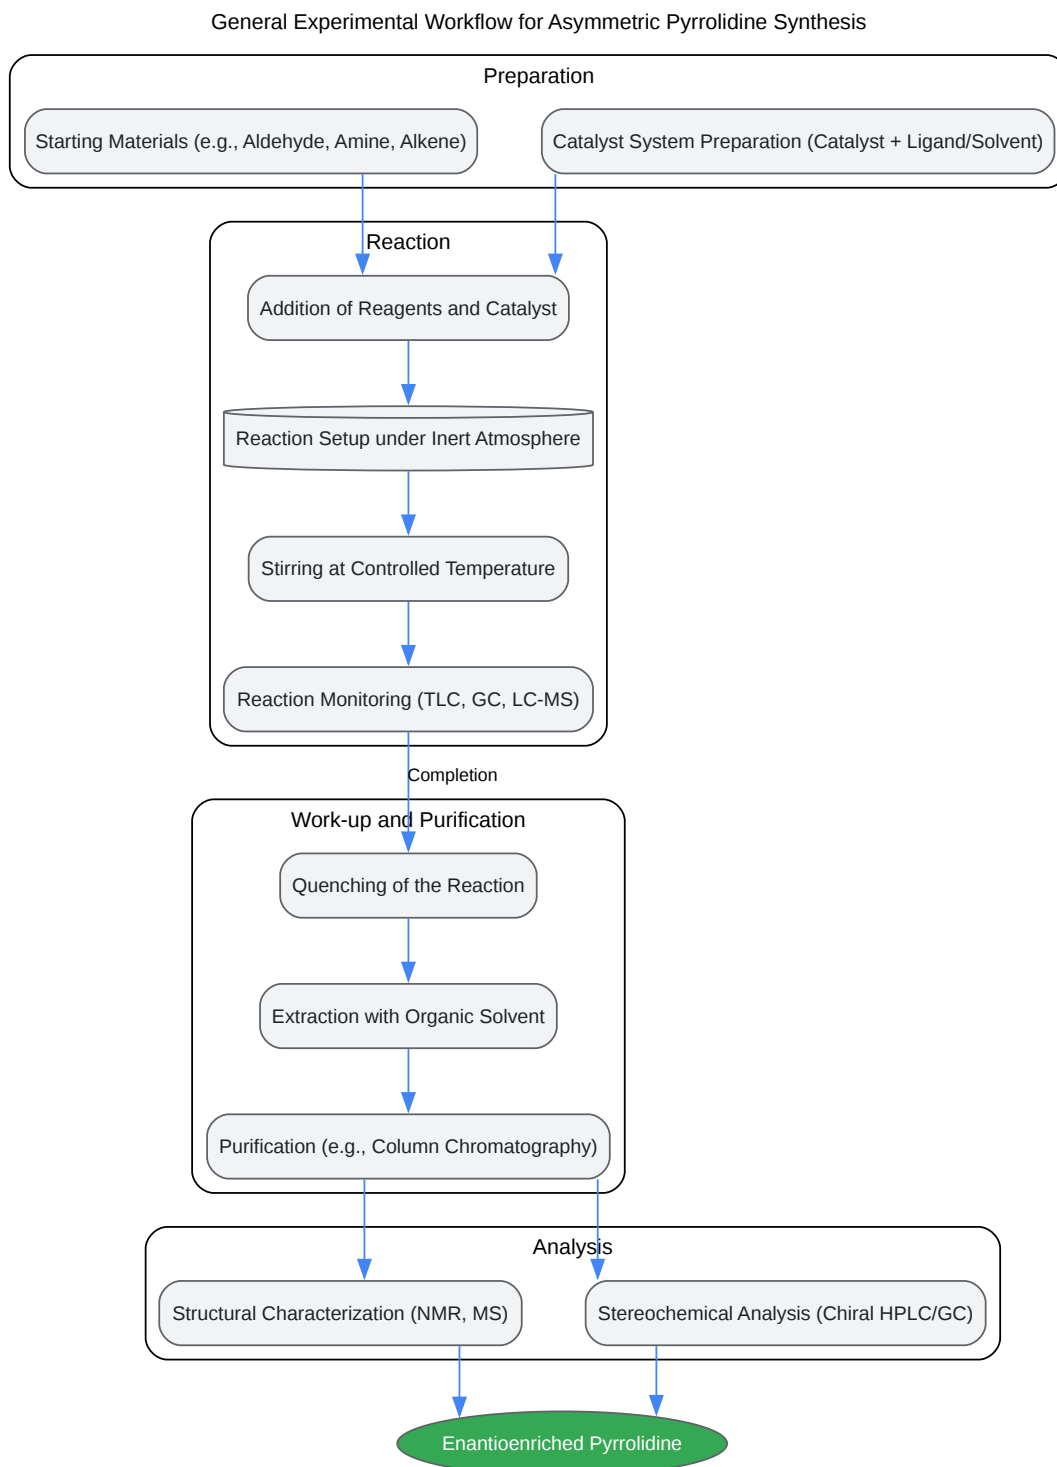 General Experimental Workflow for Asymmetric Pyrrolidine Synthesis
Preparation
Starting Materials (e.g., Aldehyde, Amine, Alkene)
Catalyst System Preparation (Catalyst + Ligand/Solvent)
Reaction
Addition of Reagents and Catalyst
Reaction Setup under Inert Atmosphere
Stirring at Controlled Temperature
Reaction Monitoring (TLC, GC, LC-MS)
Completion
Work-up and Purification
Quenching of the Reaction
Extraction with Organic Solvent
Purification (e.g., Column Chromatography)
Analysis
Structural Characterization (NMR, MS)
Stereochemical Analysis (Chiral HPLC/GC)
Enantioenriched Pyrrolidine